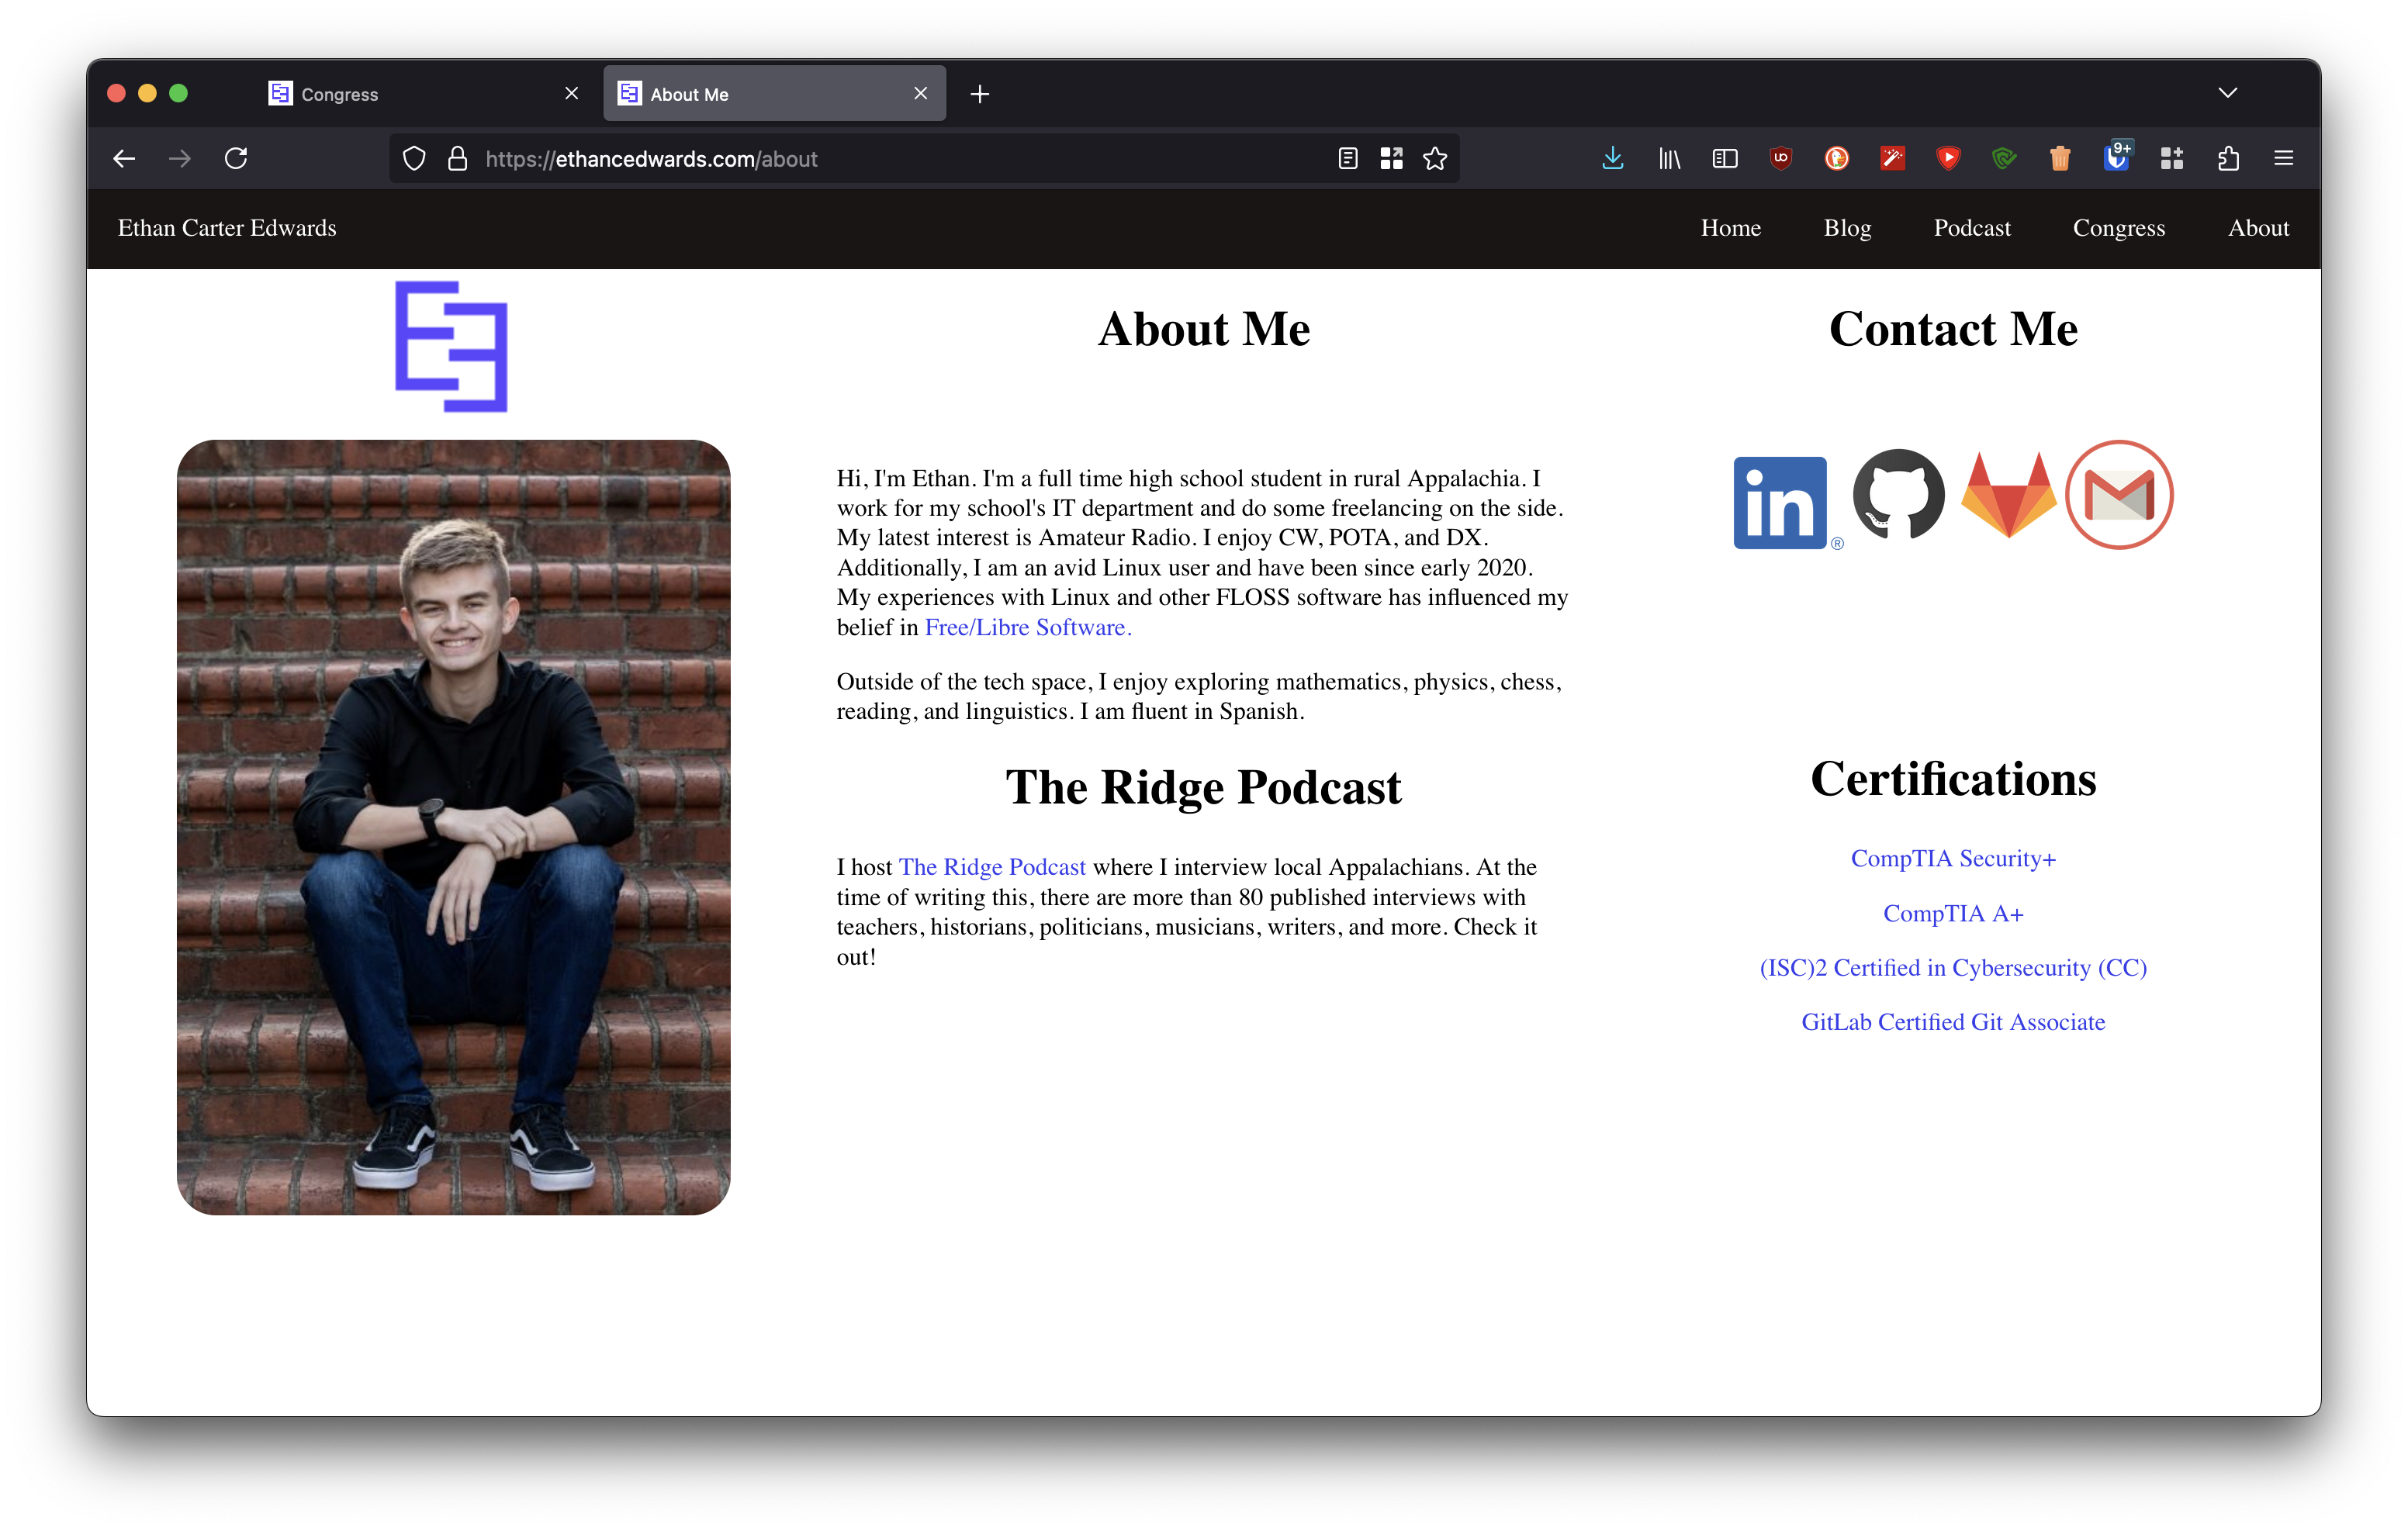 Congress
About Me
https://ethancedwards.com/about
9+
Ethan Carter Edwards
Home
Blog
Podcast
Congress
About
About Me
Hi, I'm Ethan. I'm a full time high school student in rural Appalachia. I
work for my school's IT department and do some freelancing on the side.
My latest interest is Amateur Radio. I enjoy CW, POTA, and DX.
Additionally, I am an avid Linux user and have been since early 2020.
My experiences with Linux and other FLOSS software has influenced my
belief in Free/Libre Software.
Outside of the tech space, I enjoy exploring mathematics, physics, chess,
reading, and linguistics. I am fluent in Spanish.
The Ridge Podcast
I host The Ridge Podcast where I interview local Appalachians. At the
time of writing this, there are more than 80 published interviews with
teachers, historians, politicians, musicians, writers, and more. Check it
out!
Contact Me
in ®
Certifications
CompTIA Security+
CompTIA A+
(ISC)2 Certified in Cybersecurity (CC)
GitLab Certified Git Associate